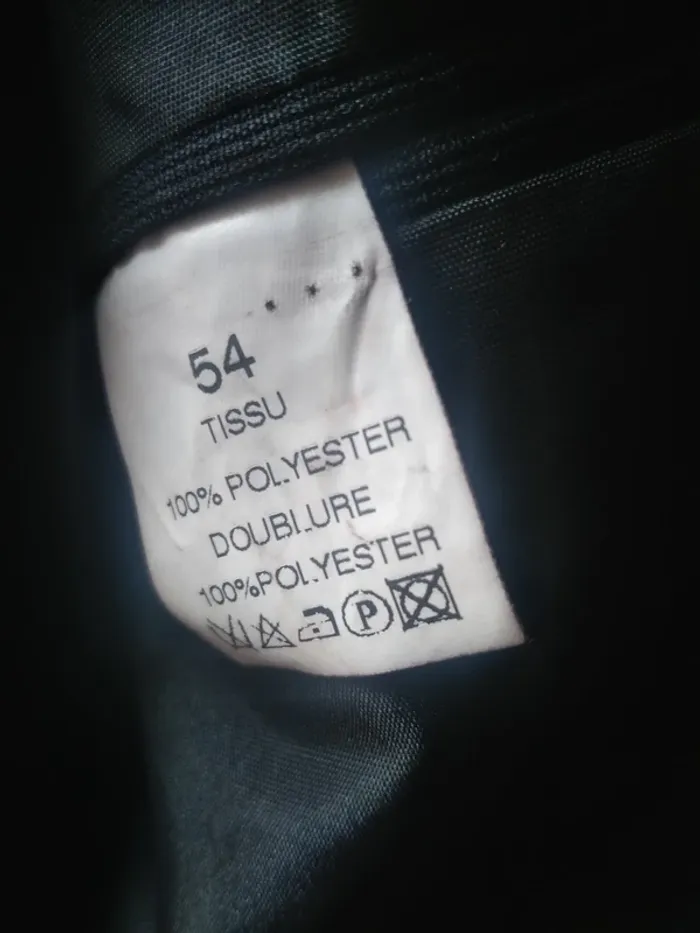 54
TISSU
100% POLYESTER
DOUBLURE
100%POLYESTER
P